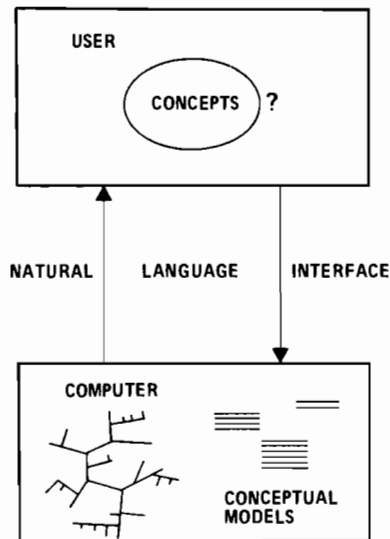 USER
CONCEPTS ?
NATURAL LANGUAGE INTERFACE
COMPUTER
CONCEPTUAL
MODELS